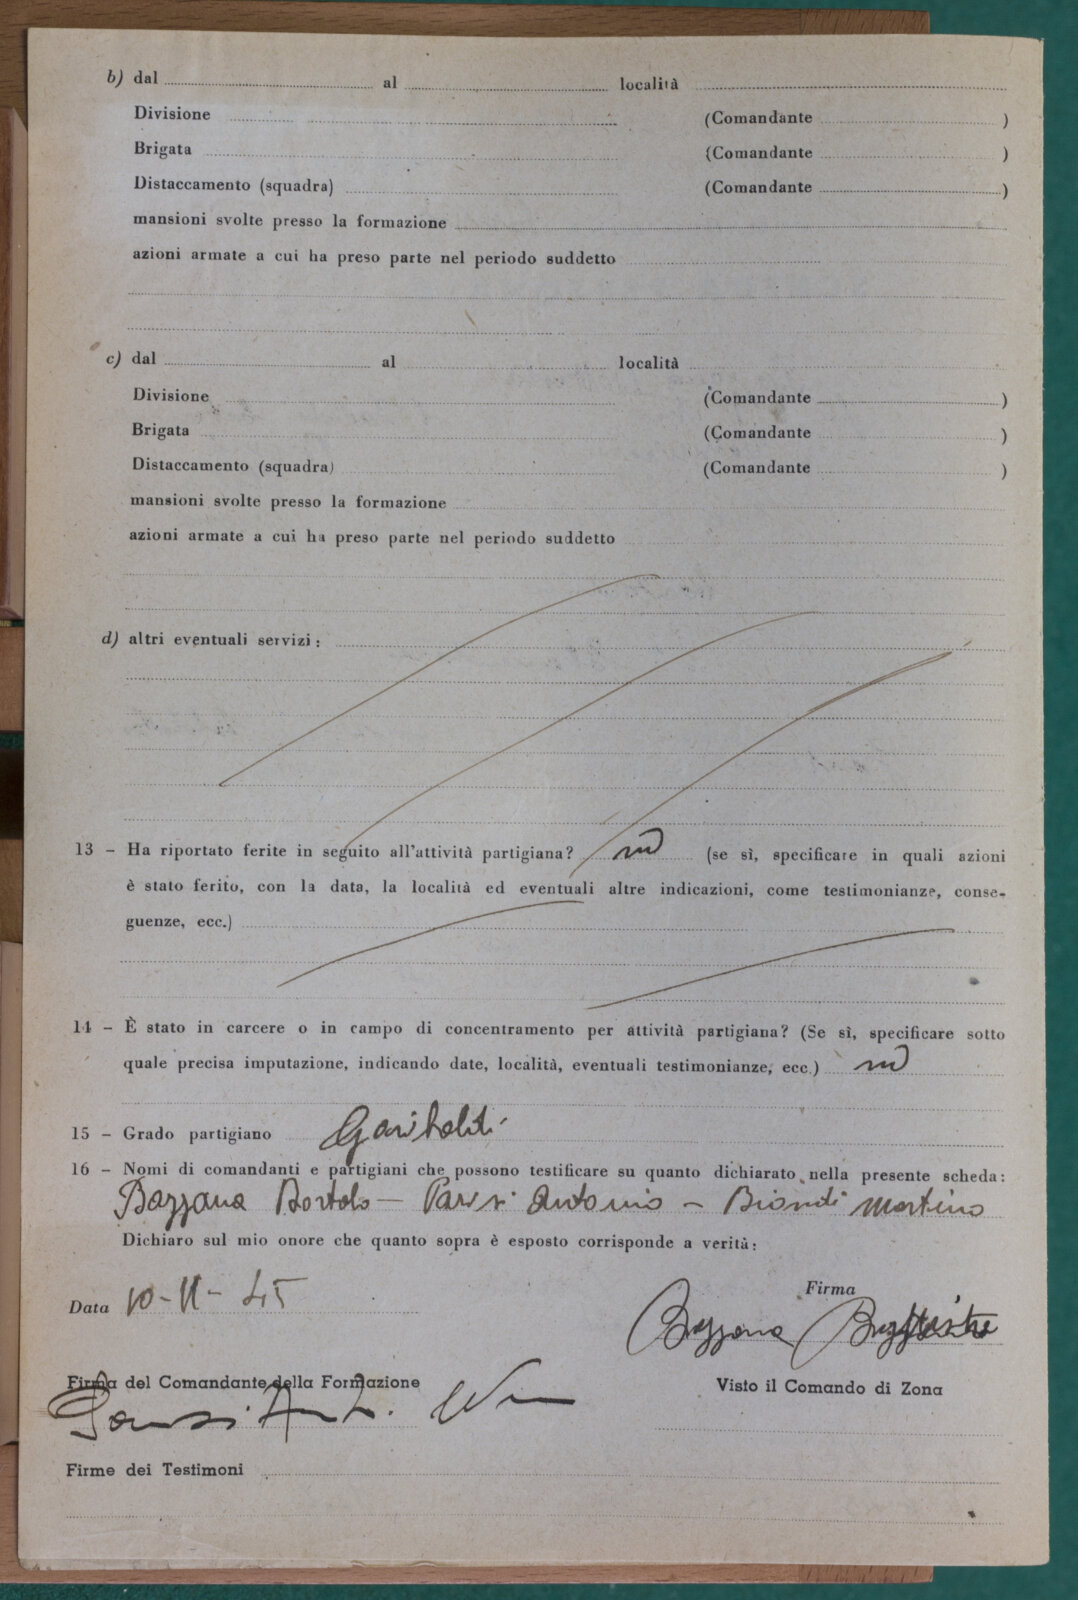 b) dal al località
Divisione (Comandante )
Brigata (Comandante )
Distaccamento (squadra) (Comandante )
mansioni svolte presso la formazione
azioni armate a cui ha preso parte nel periodo suddetto
c) dal al località
Divisione (Comandante )
Brigata (Comandante )
Distaccamento (squadra) (Comandante )
mansioni svolte presso la formazione
azioni armate a cui ha preso parte nel periodo suddetto
d) altri eventuali servizi :
13 – Ha riportato ferite in seguito all'attività partigiana? no (se sì, specificare in quali azioni
è stato ferito, con la data, la località ed eventuali altre indicazioni, come testimonianze, conse-
guenze, ecc.)
14 – È stato in carcere o in campo di concentramento per attività partigiana? (Se sì, specificare sotto
quale precisa imputazione, indicando date, località, eventuali testimonianze, ecc.) no
15 – Grado partigiano Garibaldi
16 – Nomi di comandanti e partigiani che possono testificare su quanto dichiarato nella presente scheda:
Bazzana Bortolo — Parisi Antonio – Biondi Martino
Dichiaro sul mio onore che quanto sopra è esposto corrisponde a verità :
Data 10-11-45
Firma
Bazzana
Firma del Comandante della Formazione
Visto il Comando di Zona
Firme dei Testimoni